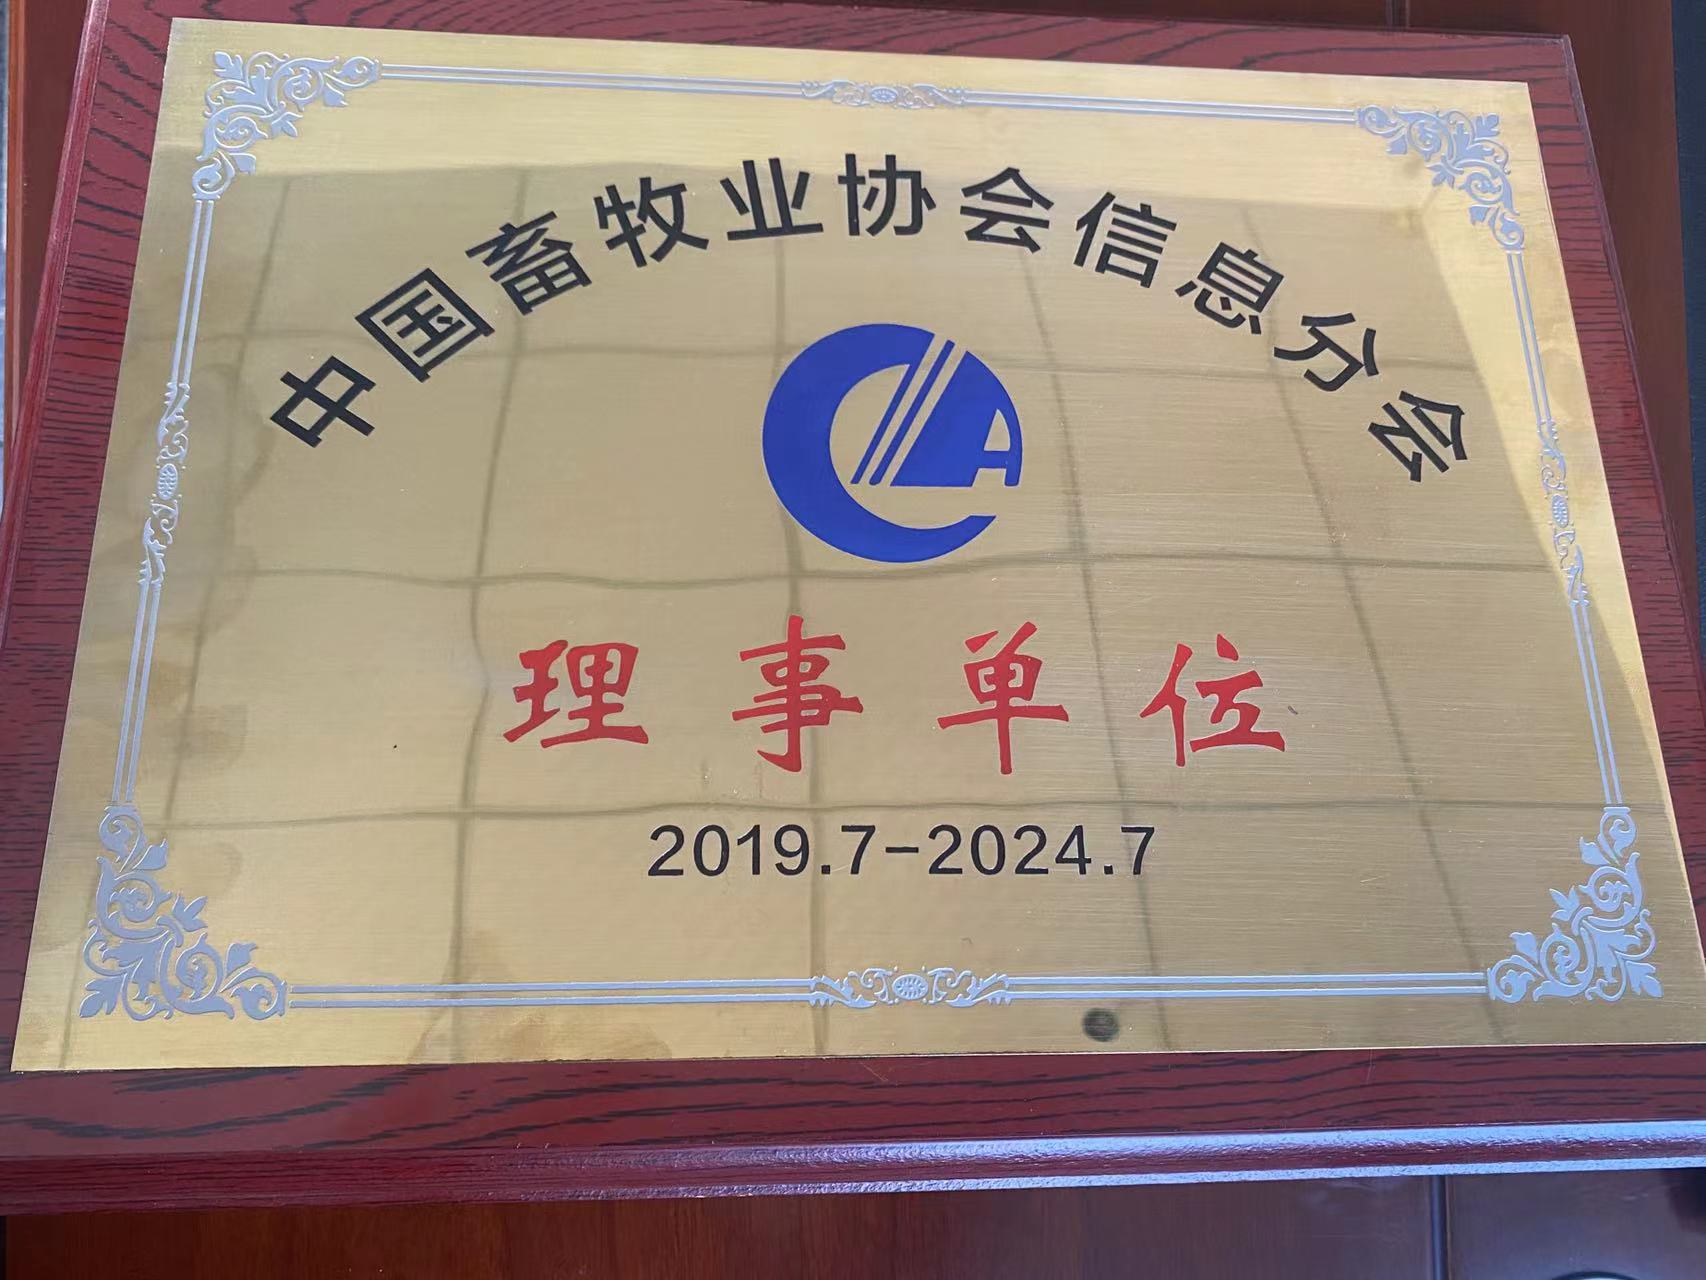 中国畜牧业协会信息分会
A
理事单位
2019.7-2024.7